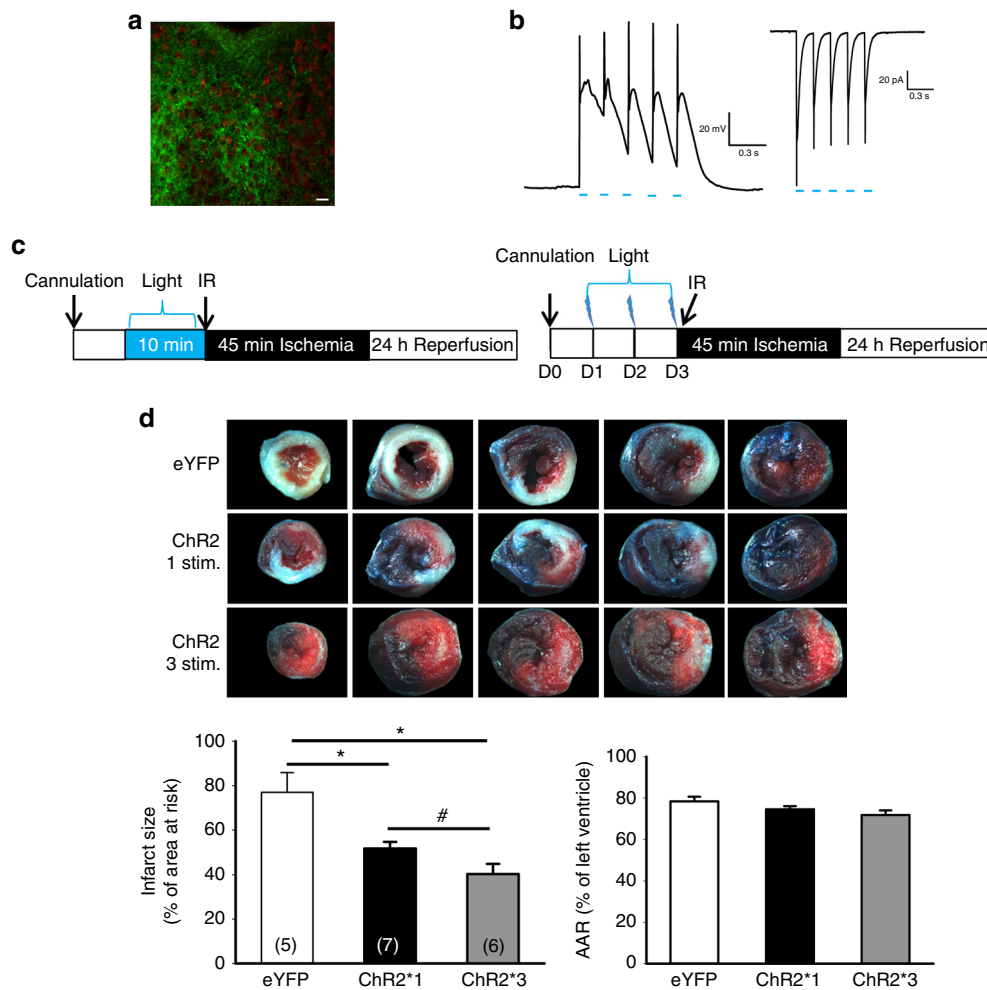 a
b
20 mV
0.3 s
20 pA
0.3 s
c
Cannulation Light IR
10 min 45 min Ischemia 24 h Reperfusion
Cannulation Light
IR
45 min Ischemia 24 h Reperfusion
D0 D1 D2 D3
d
eYFP
ChR2
1 stim.
ChR2
3 stim.
Infarct size
(% of area at risk)
100
80
60
40
20
0
*
*
#
(5)
(7)
(6)
eYFP ChR2*1 ChR2*3
AAR (% of left ventricle)
100
80
60
40
20
0
eYFP ChR2*1 ChR2*3